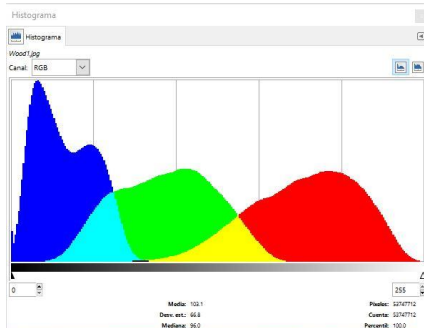 Histograma
Histograma
Wood1.jpg
Canal: RGB
0 255
Media: 103.1 Píxeles: 53747712
Desv. est.: 66.8 Cuenta: 53747712
Mediana: 96.0 Percentil: 100.0